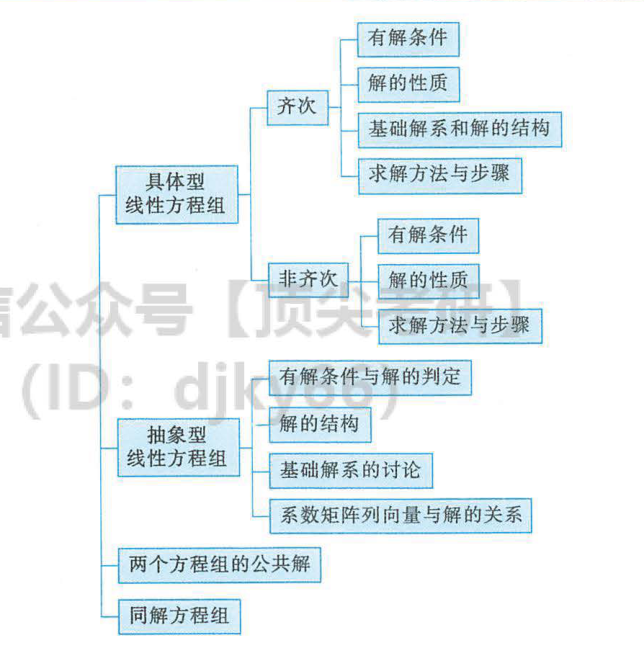 有解条件
解的性质
齐次
基础解系和解的结构
求解方法与步骤
具体型
线性方程组
有解条件
非齐次
解的性质
求解方法与步骤
信公众号【顶尖考研】
(ID: djky66)
有解条件与解的判定
解的结构
抽象型
线性方程组
基础解系的讨论
系数矩阵列向量与解的关系
两个方程组的公共解
同解方程组